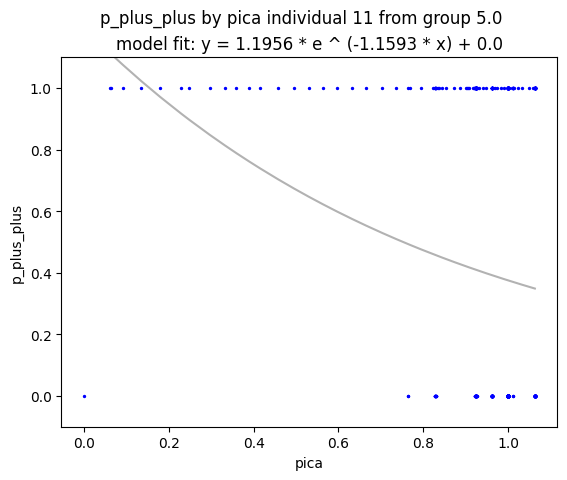 p_plus_plus by pica individual 11 from group 5.0
model fit: y = 1.1956 * e ^ (-1.1593 * x) + 0.0
1.0
0.8
0.6
0.4
0.2
0.0
p_plus_plus
0.0 0.2 0.4 0.6 0.8 1.0
pica